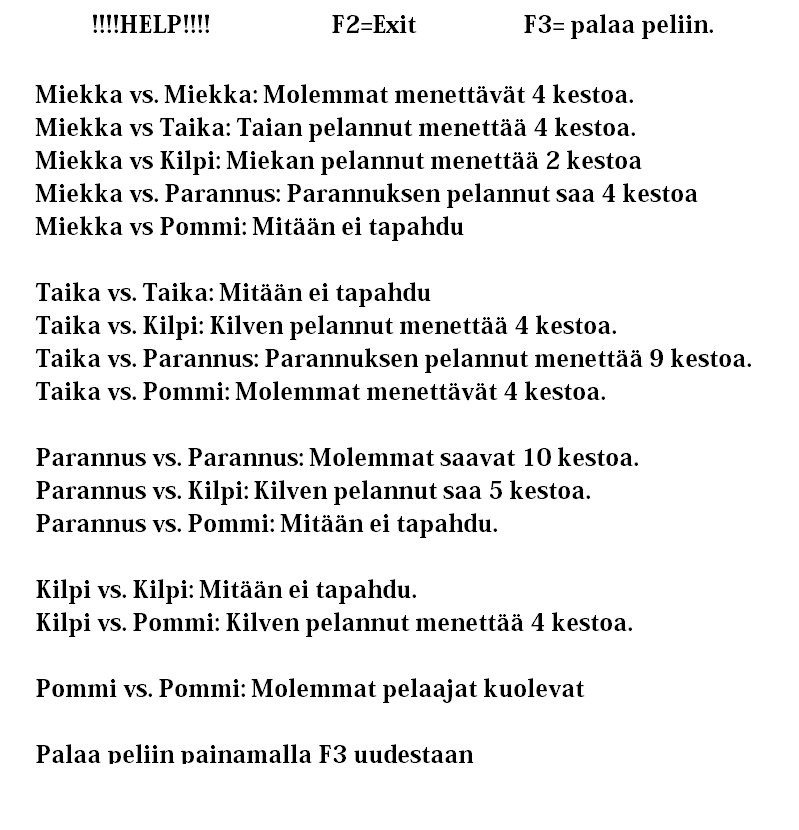 !!!!HELP!!!! F2=Exit F3= palaa peliin.
Miekka vs. Miekka: Molemmat menettävät 4 kestoa.
Miekka vs Taika: Taian pelannut menettää 4 kestoa.
Miekka vs Kilpi: Miekan pelannut menettää 2 kestoa
Miekka vs. Parannus: Parannuksen pelannut saa 4 kestoa
Miekka vs Pommi: Mitään ei tapahdu
Taika vs. Taika: Mitään ei tapahdu
Taika vs. Kilpi: Kilven pelannut menettää 4 kestoa.
Taika vs. Parannus: Parannuksen pelannut menettää 9 kestoa.
Taika vs. Pommi: Molemmat menettävät 4 kestoa.
Parannus vs. Parannus: Molemmat saavat 10 kestoa.
Parannus vs. Kilpi: Kilven pelannut saa 5 kestoa.
Parannus vs. Pommi: Mitään ei tapahdu.
Kilpi vs. Kilpi: Mitään ei tapahdu.
Kilpi vs. Pommi: Kilven pelannut menettää 4 kestoa.
Pommi vs. Pommi: Molemmat pelaajat kuolevat
Palaa peliin painamalla F3 uudestaan